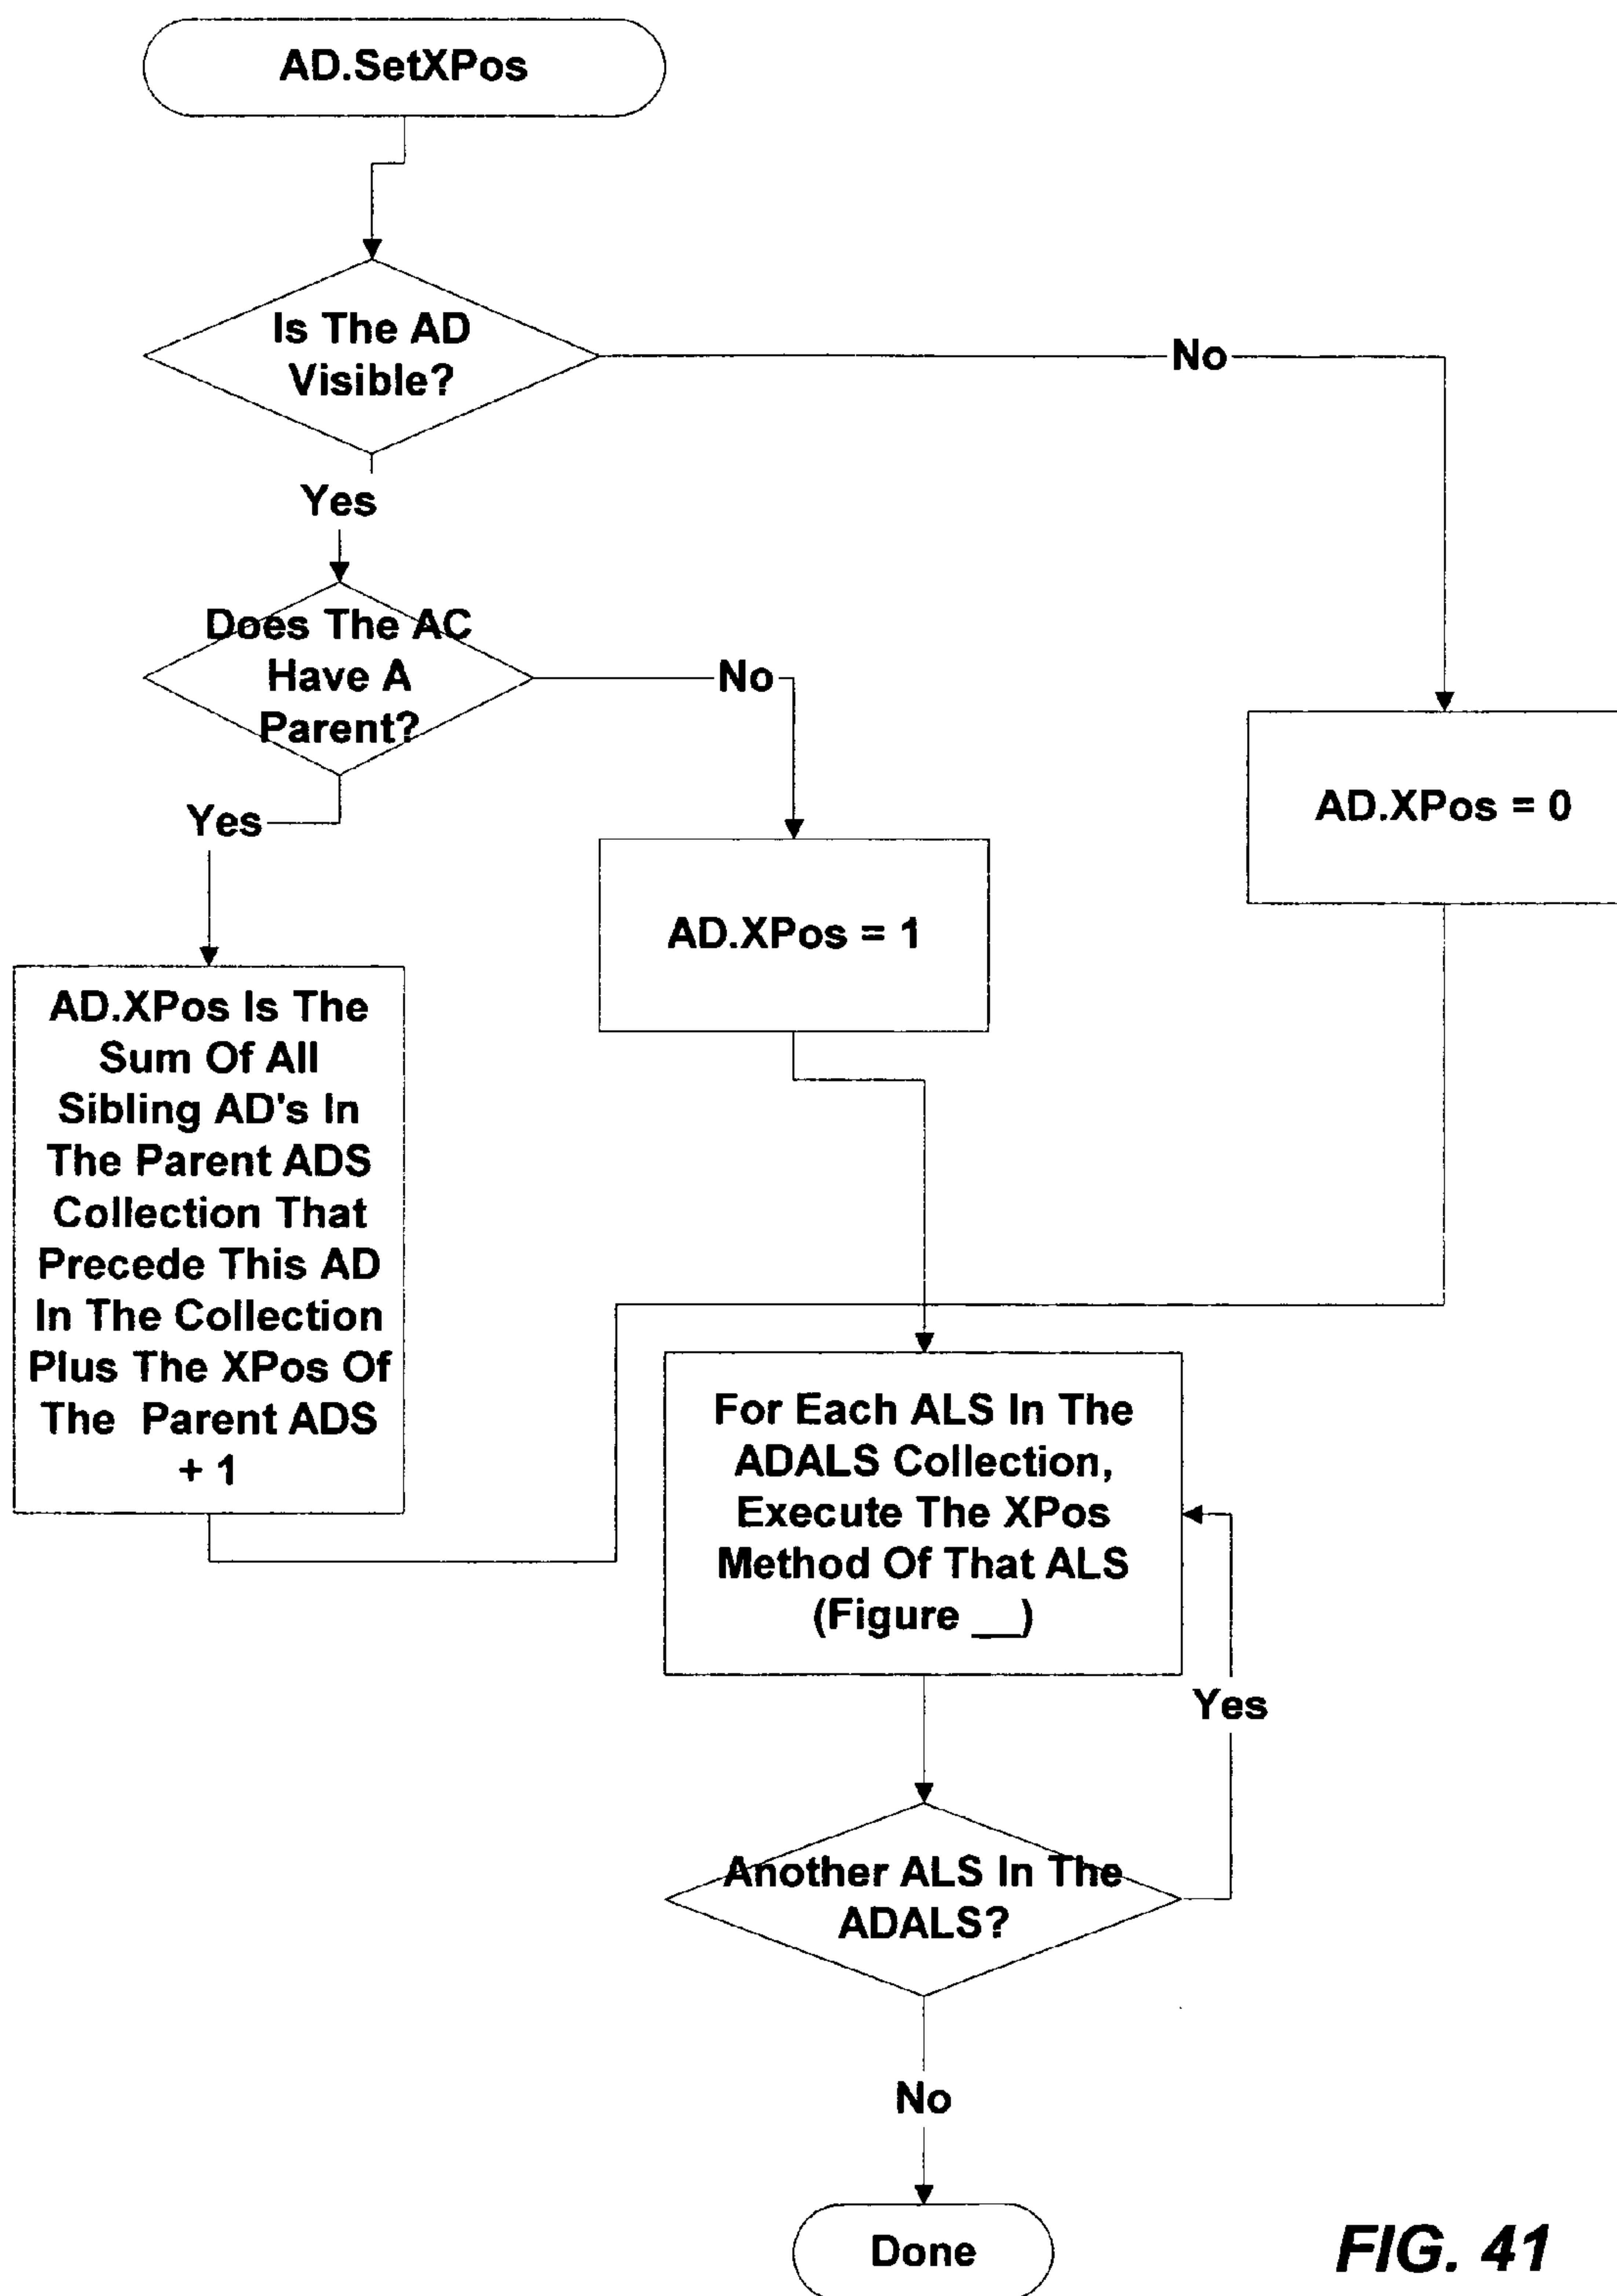 AD.SetXPos
Is The AD
Visible?
No
Yes
Does The AC
Have A
Parent?
No
Yes
AD.XPos = 0
AD.XPos = 1
AD.XPos Is The
Sum Of All
Sibling AD's In
The Parent ADS
Collection That
Precede This AD
In The Collection
Plus The XPos Of
The Parent ADS
+ 1
For Each ALS In The
ADALS Collection,
Execute The XPos
Method Of That ALS
(Figure __)
Yes
Another ALS In The
ADALS?
No
Done
FIG. 41